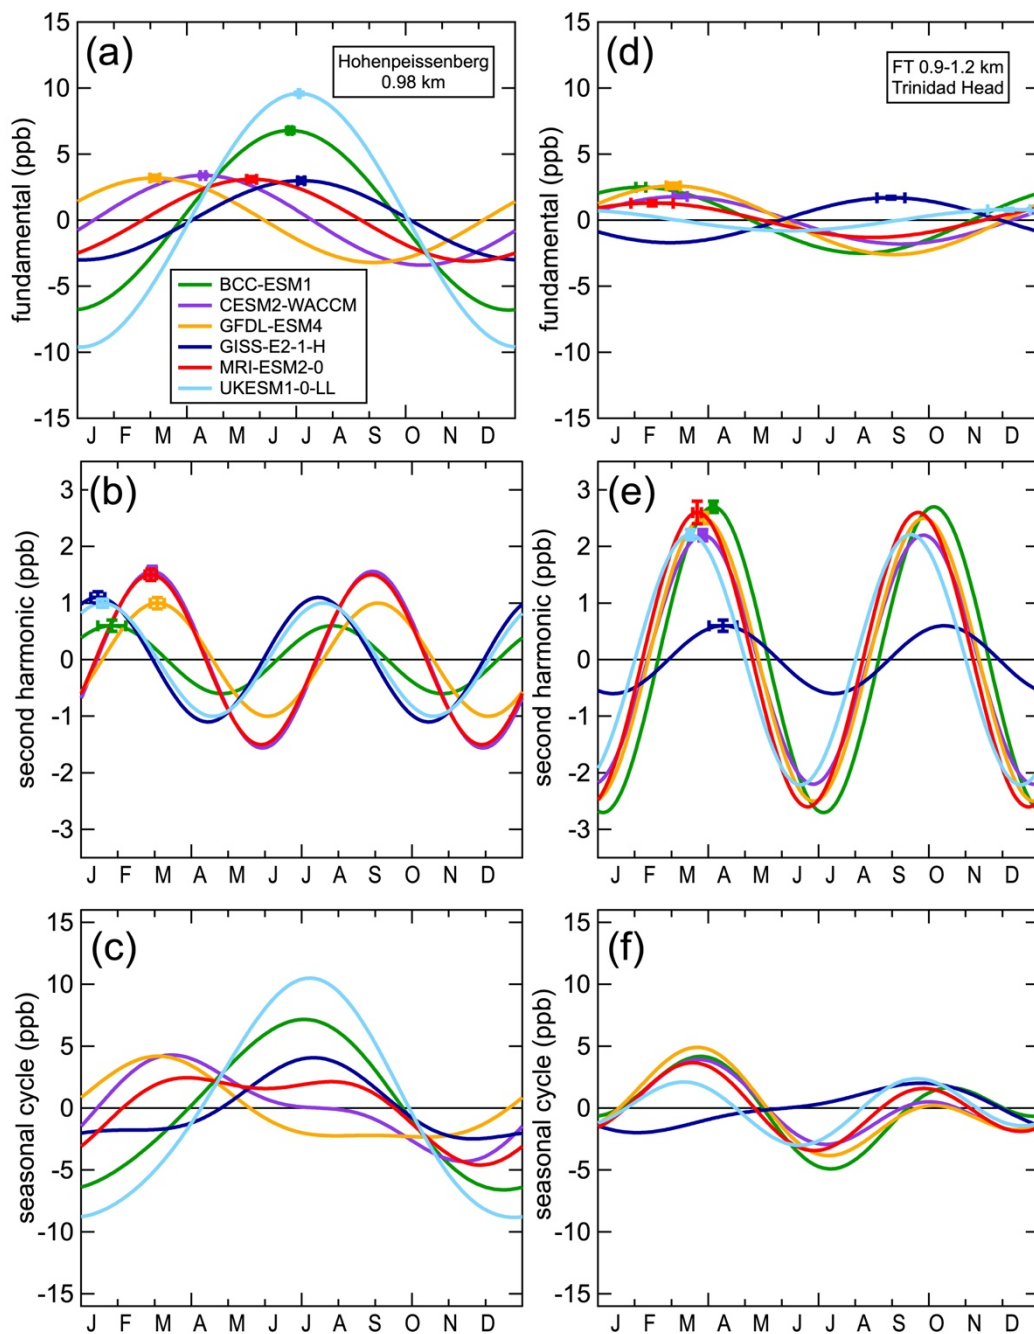 (a)
Hohenpeissenberg
0.98 km
fundamental (ppb)
15
10
5
0
-5
-10
-15
BCC-ESM1
CESM2-WACCM
GFDL-ESM4
GISS-E2-1-H
MRI-ESM2-0
UKESM1-0-LL
J F M A M J J A S O N D
(d)
FT 0.9-1.2 km
Trinidad Head
fundamental (ppb)
15
10
5
0
-5
-10
-15
J F M A M J J A S O N D
(b)
second harmonic (ppb)
3
2
1
0
-1
-2
-3
J F M A M J J A S O N D
(e)
second harmonic (ppb)
3
2
1
0
-1
-2
-3
J F M A M J J A S O N D
(c)
seasonal cycle (ppb)
15
10
5
0
-5
-10
-15
J F M A M J J A S O N D
(f)
seasonal cycle (ppb)
15
10
5
0
-5
-10
-15
J F M A M J J A S O N D